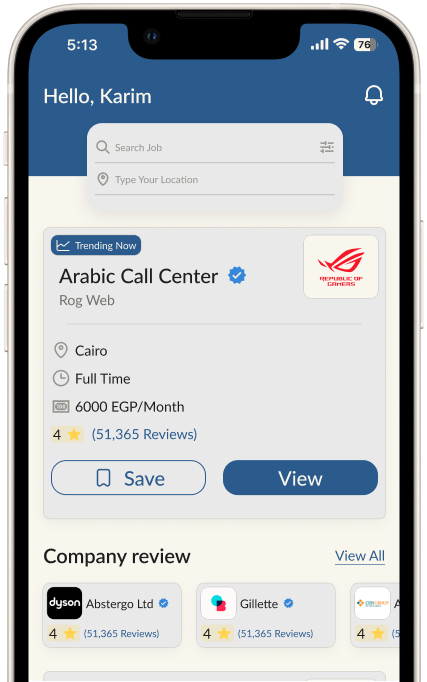 5:13
76
Hello, Karim
Search Job
Type Your Location
Trending Now
Arabic Call Center
Rog Web
REPUBLIC OF
GAMERS
Cairo
Full Time
6000 EGP/Month
4 (51,365 Reviews)
Save
View
Company review
View All
dyson
Abstergo Ltd
4 (51,365 Reviews)
Gillette
4 (51,365 Reviews)
A
4 (5